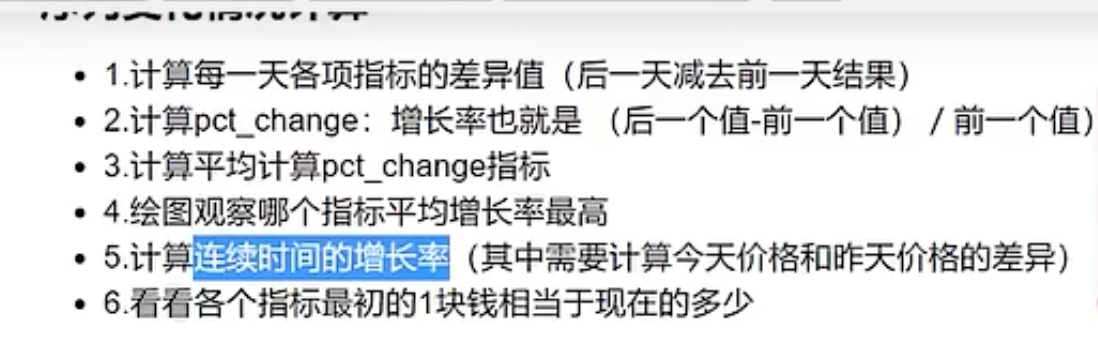 1.计算每一天各项指标的差异值（后一天减去前一天结果）
2.计算pct_change：增长率也就是 （后一个值-前一个值） / 前一个值）
3.计算平均计算pct_change指标
4.绘图观察哪个指标平均增长率最高
5.计算连续时间的增长率（其中需要计算今天价格和昨天价格的差异）
6.看看各个指标最初的1块钱相当于现在的多少